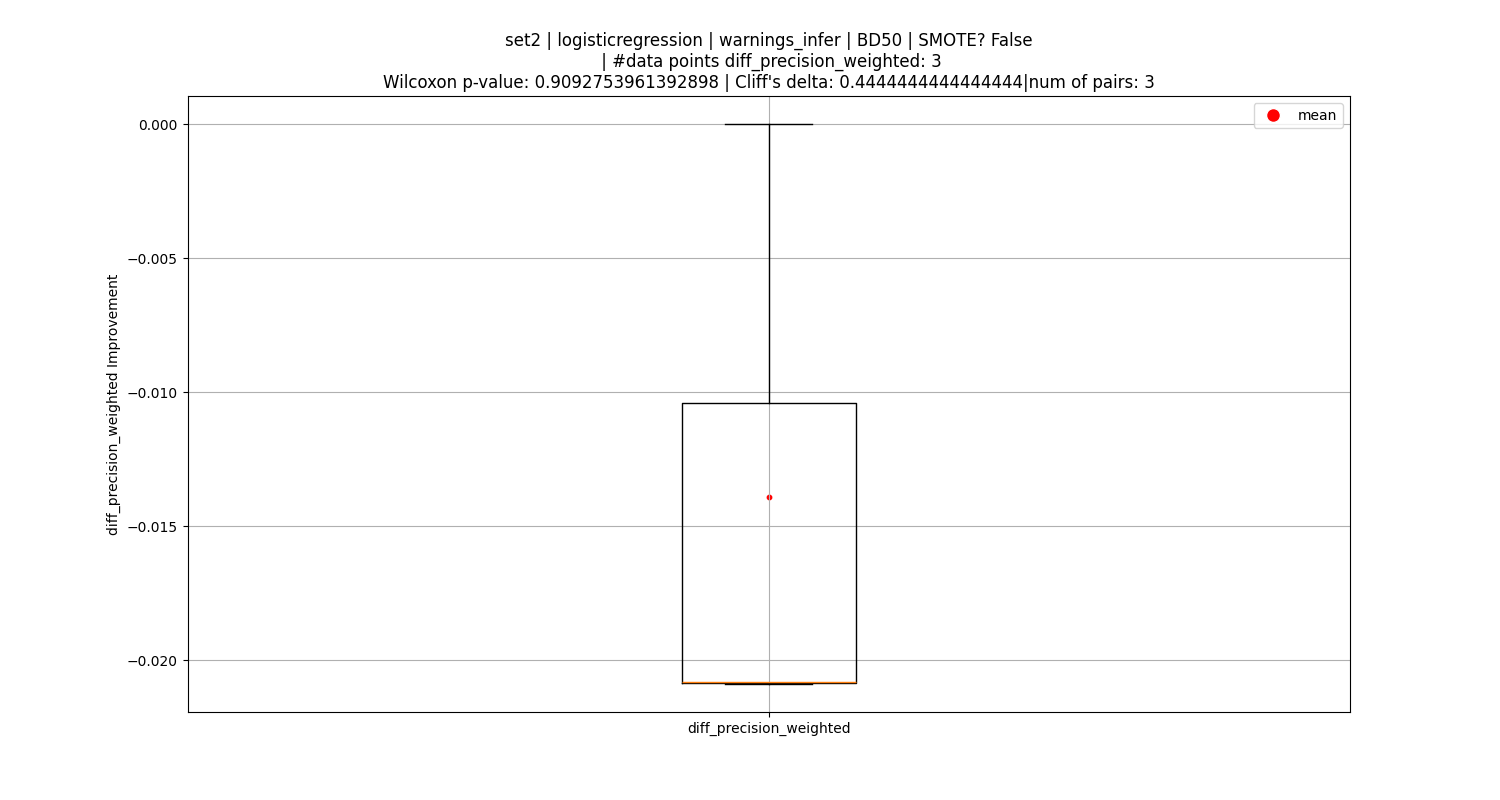 set2 | logisticregression | warnings_infer | BD50 | SMOTE? False
| #data points diff_precision_weighted: 3
Wilcoxon p-value: 0.9092753961392898 | Cliff's delta: 0.4444444444444444|num of pairs: 3
mean
0.000
−0.005
−0.010
−0.015
−0.020
diff_precision_weighted Improvement
diff_precision_weighted